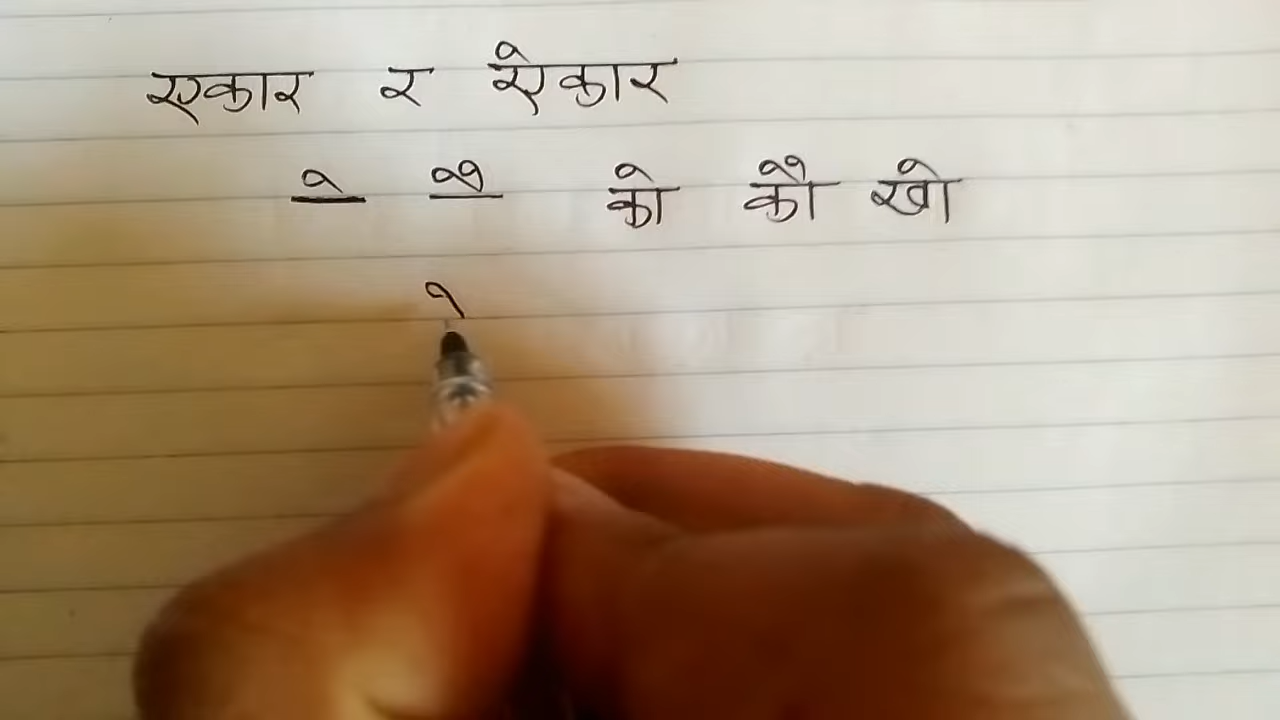 एकार र ऐकार
े ै को कौ खो
े